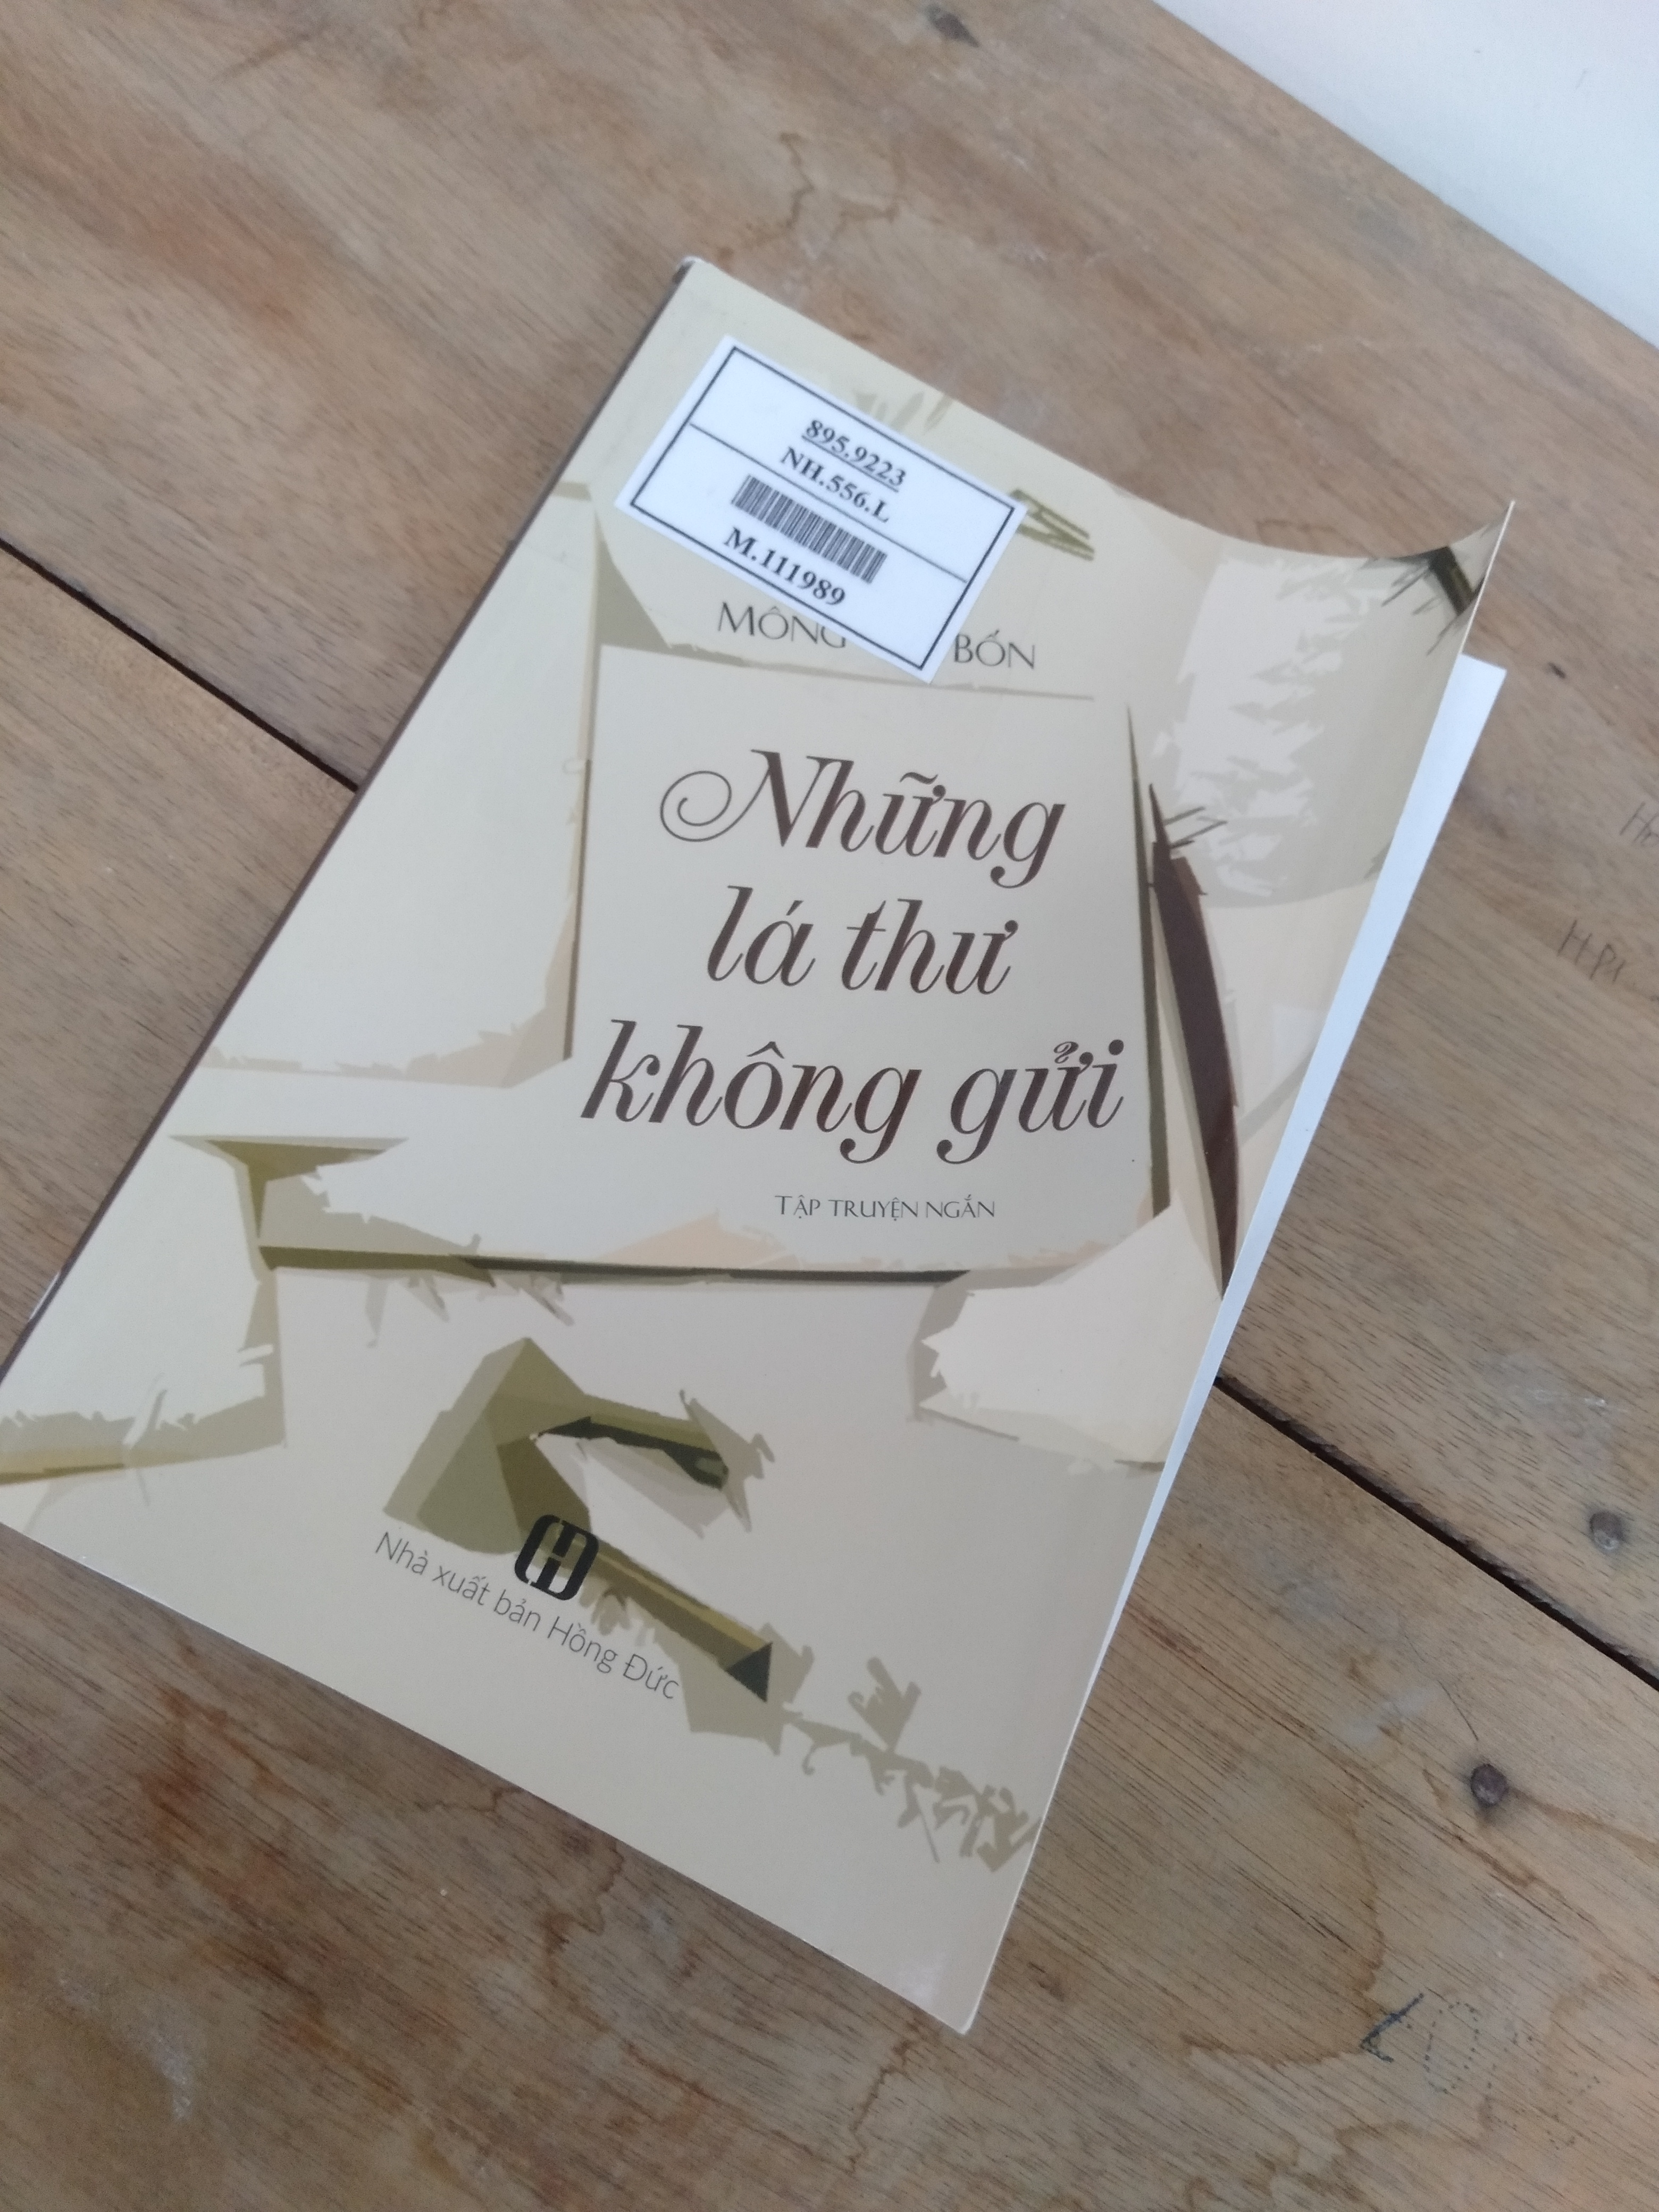 895.9223
NH.556.L
M.111989
MÔNG BỐN
Những
lá thư
không gửi
TẬP TRUYỆN NGẮN
Nhà xuất bản Hồng Đức